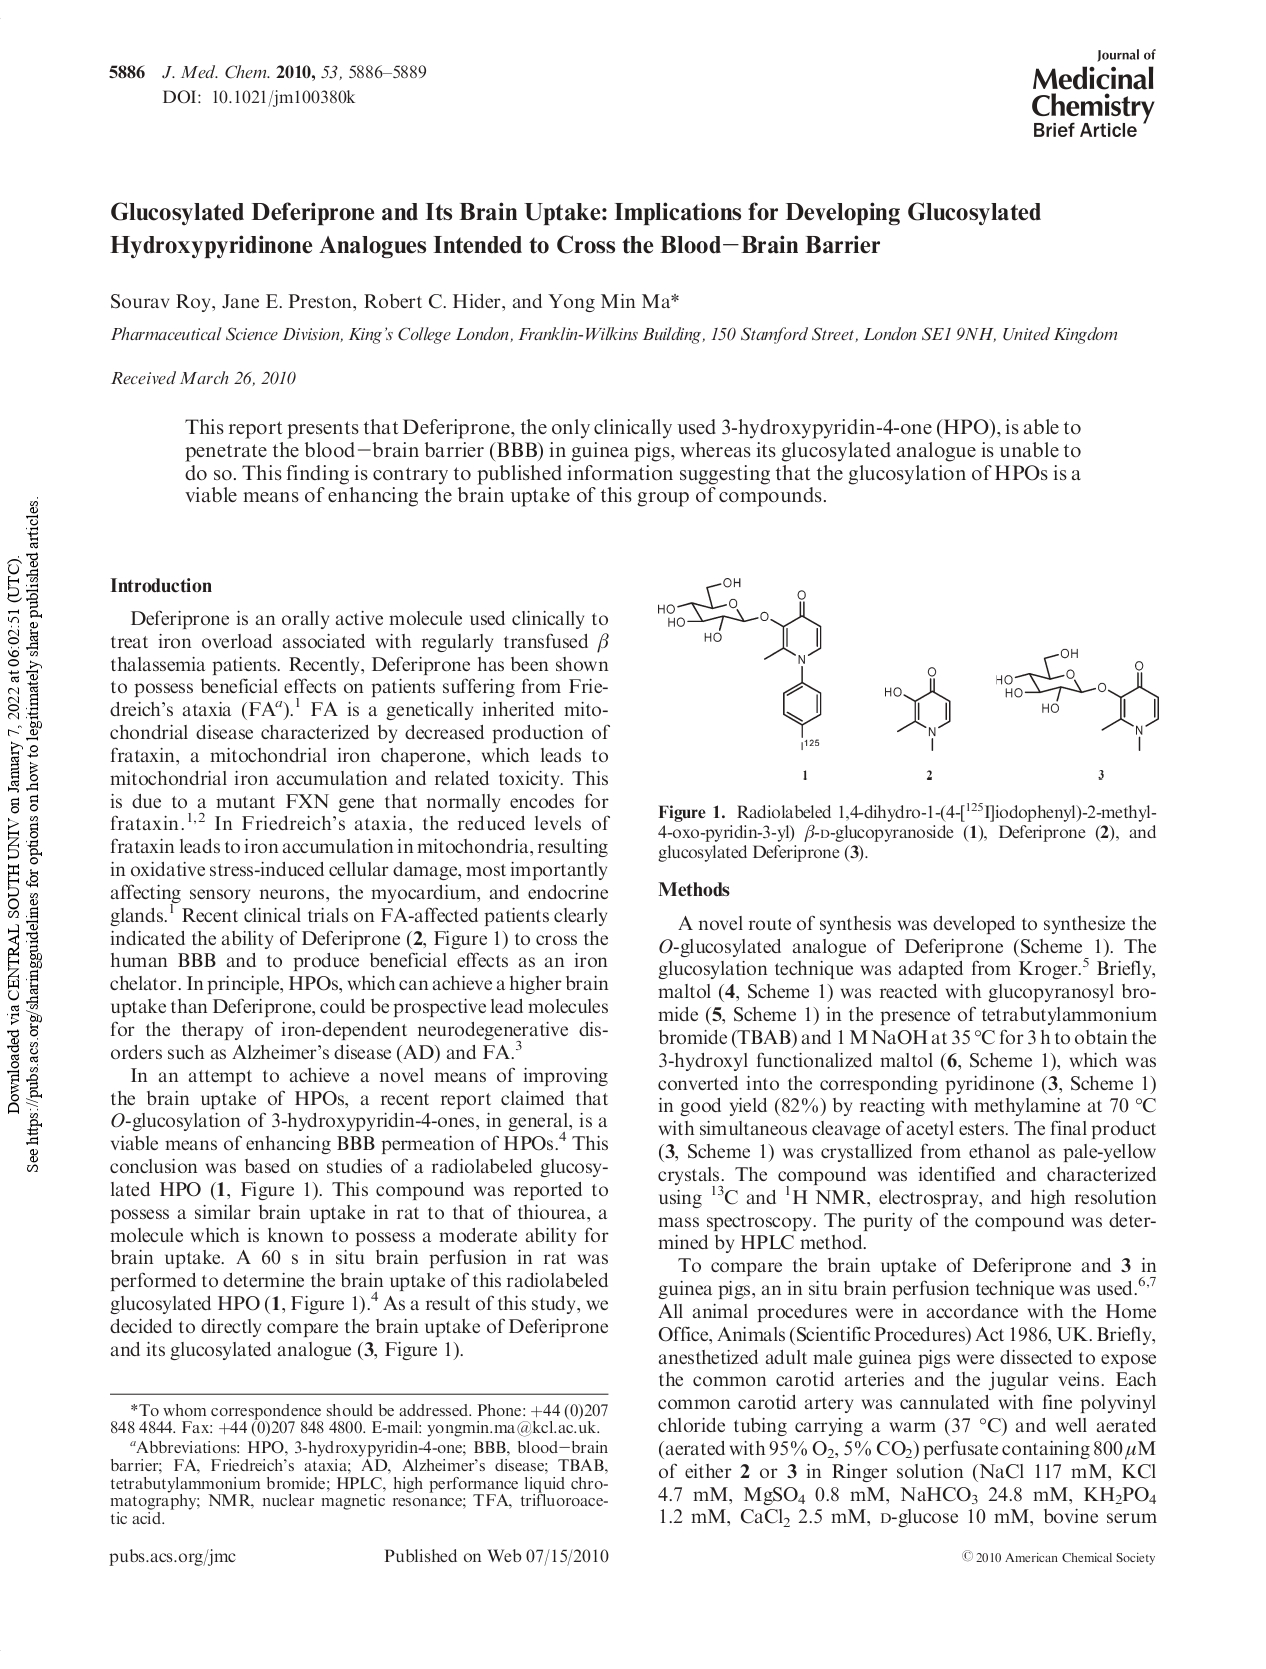 5886 J. Med. Chem. 2010, 53, 5886–5889
DOI: 10.1021/jm100380k
Journal of
Medicinal
Chemistry
Brief Article
Glucosylated Deferiprone and Its Brain Uptake: Implications for Developing Glucosylated
Hydroxypyridinone Analogues Intended to Cross the Blood−Brain Barrier
Sourav Roy, Jane E. Preston, Robert C. Hider, and Yong Min Ma*
Pharmaceutical Science Division, King's College London, Franklin-Wilkins Building, 150 Stamford Street, London SE1 9NH, United Kingdom
Received March 26, 2010
This report presents that Deferiprone, the only clinically used 3-hydroxypyridin-4-one (HPO), is able to
penetrate the blood−brain barrier (BBB) in guinea pigs, whereas its glucosylated analogue is unable to
do so. This finding is contrary to published information suggesting that the glucosylation of HPOs is a
viable means of enhancing the brain uptake of this group of compounds.
Downloaded via CENTRAL SOUTH UNIV on January 7, 2022 at 06:02:51 (UTC).
See https://pubs.acs.org/sharingguidelines for options on how to legitimately share published articles.
Introduction
Deferiprone is an orally active molecule used clinically to
treat iron overload associated with regularly transfused β
thalassemia patients. Recently, Deferiprone has been shown
to possess beneficial effects on patients suffering from Frie-
dreich's ataxia (FAᵃ).¹ FA is a genetically inherited mito-
chondrial disease characterized by decreased production of
frataxin, a mitochondrial iron chaperone, which leads to
mitochondrial iron accumulation and related toxicity. This
is due to a mutant FXN gene that normally encodes for
frataxin.¹,² In Friedreich's ataxia, the reduced levels of
frataxin leads to iron accumulation in mitochondria, resulting
in oxidative stress-induced cellular damage, most importantly
affecting sensory neurons, the myocardium, and endocrine
glands.¹ Recent clinical trials on FA-affected patients clearly
indicated the ability of Deferiprone (2, Figure 1) to cross the
human BBB and to produce beneficial effects as an iron
chelator. In principle, HPOs, which can achieve a higher brain
uptake than Deferiprone, could be prospective lead molecules
for the therapy of iron-dependent neurodegenerative dis-
orders such as Alzheimer's disease (AD) and FA.³
In an attempt to achieve a novel means of improving
the brain uptake of HPOs, a recent report claimed that
O-glucosylation of 3-hydroxypyridin-4-ones, in general, is a
viable means of enhancing BBB permeation of HPOs.⁴ This
conclusion was based on studies of a radiolabeled glucosy-
lated HPO (1, Figure 1). This compound was reported to
possess a similar brain uptake in rat to that of thiourea, a
molecule which is known to possess a moderate ability for
brain uptake. A 60 s in situ brain perfusion in rat was
performed to determine the brain uptake of this radiolabeled
glucosylated HPO (1, Figure 1).⁴ As a result of this study, we
decided to directly compare the brain uptake of Deferiprone
and its glucosylated analogue (3, Figure 1).
*To whom correspondence should be addressed. Phone: +44 (0)207
848 4844. Fax: +44 (0)207 848 4800. E-mail: yongmin.ma@kcl.ac.uk.
ᵃAbbreviations: HPO, 3-hydroxypyridin-4-one; BBB, blood−brain
barrier; FA, Friedreich's ataxia; AD, Alzheimer's disease; TBAB,
tetrabutylammonium bromide; HPLC, high performance liquid chro-
matography; NMR, nuclear magnetic resonance; TFA, trifluoroace-
tic acid.
OH
O
HO
O
O
HO
HO
N
I¹²⁵
1
O
HO
N
2
OH
O
HO
O
O
HO
HO
N
3
Figure 1. Radiolabeled 1,4-dihydro-1-(4-[¹²⁵I]iodophenyl)-2-methyl-
4-oxo-pyridin-3-yl) β-D-glucopyranoside (1), Deferiprone (2), and
glucosylated Deferiprone (3).
Methods
A novel route of synthesis was developed to synthesize the
O-glucosylated analogue of Deferiprone (Scheme 1). The
glucosylation technique was adapted from Kroger.⁵ Briefly,
maltol (4, Scheme 1) was reacted with glucopyranosyl bro-
mide (5, Scheme 1) in the presence of tetrabutylammonium
bromide (TBAB) and 1 M NaOH at 35 °C for 3 h to obtain the
3-hydroxyl functionalized maltol (6, Scheme 1), which was
converted into the corresponding pyridinone (3, Scheme 1)
in good yield (82%) by reacting with methylamine at 70 °C
with simultaneous cleavage of acetyl esters. The final product
(3, Scheme 1) was crystallized from ethanol as pale-yellow
crystals. The compound was identified and characterized
using ¹³C and ¹H NMR, electrospray, and high resolution
mass spectroscopy. The purity of the compound was deter-
mined by HPLC method.
To compare the brain uptake of Deferiprone and 3 in
guinea pigs, an in situ brain perfusion technique was used.⁶,⁷
All animal procedures were in accordance with the Home
Office, Animals (Scientific Procedures) Act 1986, UK. Briefly,
anesthetized adult male guinea pigs were dissected to expose
the common carotid arteries and the jugular veins. Each
common carotid artery was cannulated with fine polyvinyl
chloride tubing carrying a warm (37 °C) and well aerated
(aerated with 95% O₂, 5% CO₂) perfusate containing 800 μM
of either 2 or 3 in Ringer solution (NaCl 117 mM, KCl
4.7 mM, MgSO₄ 0.8 mM, NaHCO₃ 24.8 mM, KH₂PO₄
1.2 mM, CaCl₂ 2.5 mM, D-glucose 10 mM, bovine serum
pubs.acs.org/jmc
Published on Web 07/15/2010
© 2010 American Chemical Society